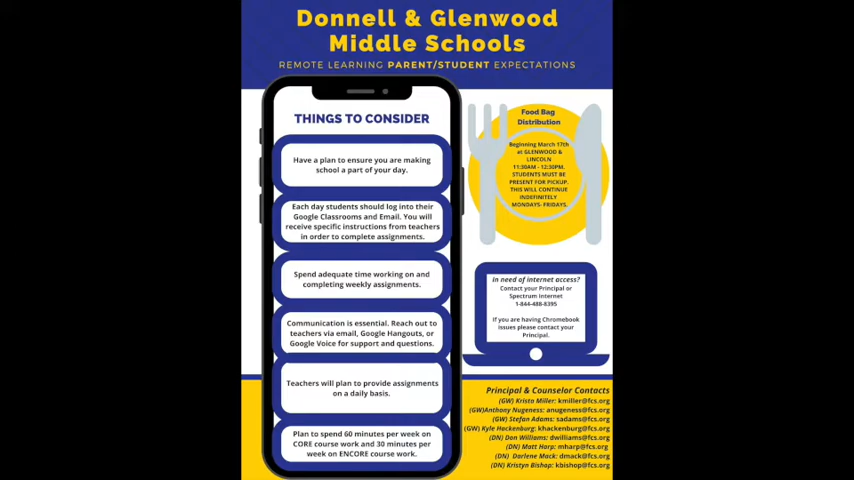 Donnell & Glenwood
Middle Schools
REMOTE LEARNING PARENT/STUDENT EXPECTATIONS
THINGS TO CONSIDER
Have a plan to ensure you are making
school a part of your day.
Each day students should log into their
Google Classrooms and Email. You will
receive specific instructions from teachers
in order to complete assignments.
Spend adequate time working on and
completing weekly assignments.
Communication is essential. Reach out to
teachers via email, Google Hangouts, or
Google Voice for support and questions.
Teachers will plan to provide assignments
on a daily basis.
Plan to spend 60 minutes per week on
CORE course work and 30 minutes per
week on ENCORE course work.
Food Bag
Distribution
Beginning March 17th
at GLENWOOD &
LINCOLN
11:30AM - 12:30PM.
STUDENTS MUST BE
PRESENT FOR PICKUP.
THIS WILL CONTINUE
INDEFINITELY
MONDAYS- FRIDAYS.
In need of internet access?
Contact your Principal or
Spectrum Internet
1-844-488-8395
If you are having Chromebook
issues please contact your
Principal.
Principal & Counselor Contacts
(GW) Krista Miller: kmiller@fcs.org
(GW)Anthony Nugeness: anugeness@fcs.org
(GW) Stefan Adams: sadams@fcs.org
(GW) Kyle Hackenburg: khackenburg@fcs.org
(DN) Don Williams: dwilliams@fcs.org
(DN) Matt Harp: mharp@fcs.org
(DN) Darlene Mack: dmack@fcs.org
(DN) Kristyn Bishop: kbishop@fcs.org